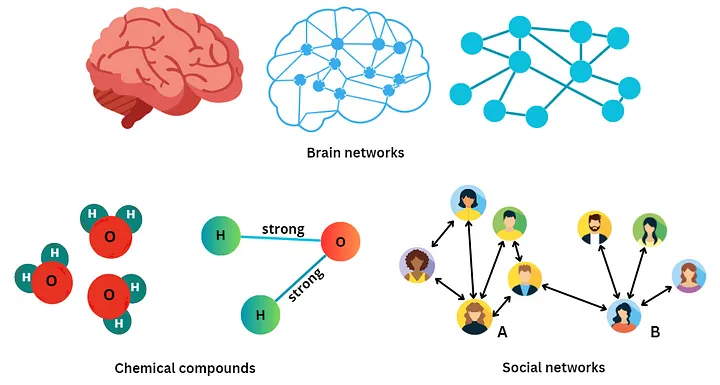 Brain networks
H
H
O
H
H
O
O
H
H
H
strong
O
strong
H
A
B
Chemical compounds
Social networks